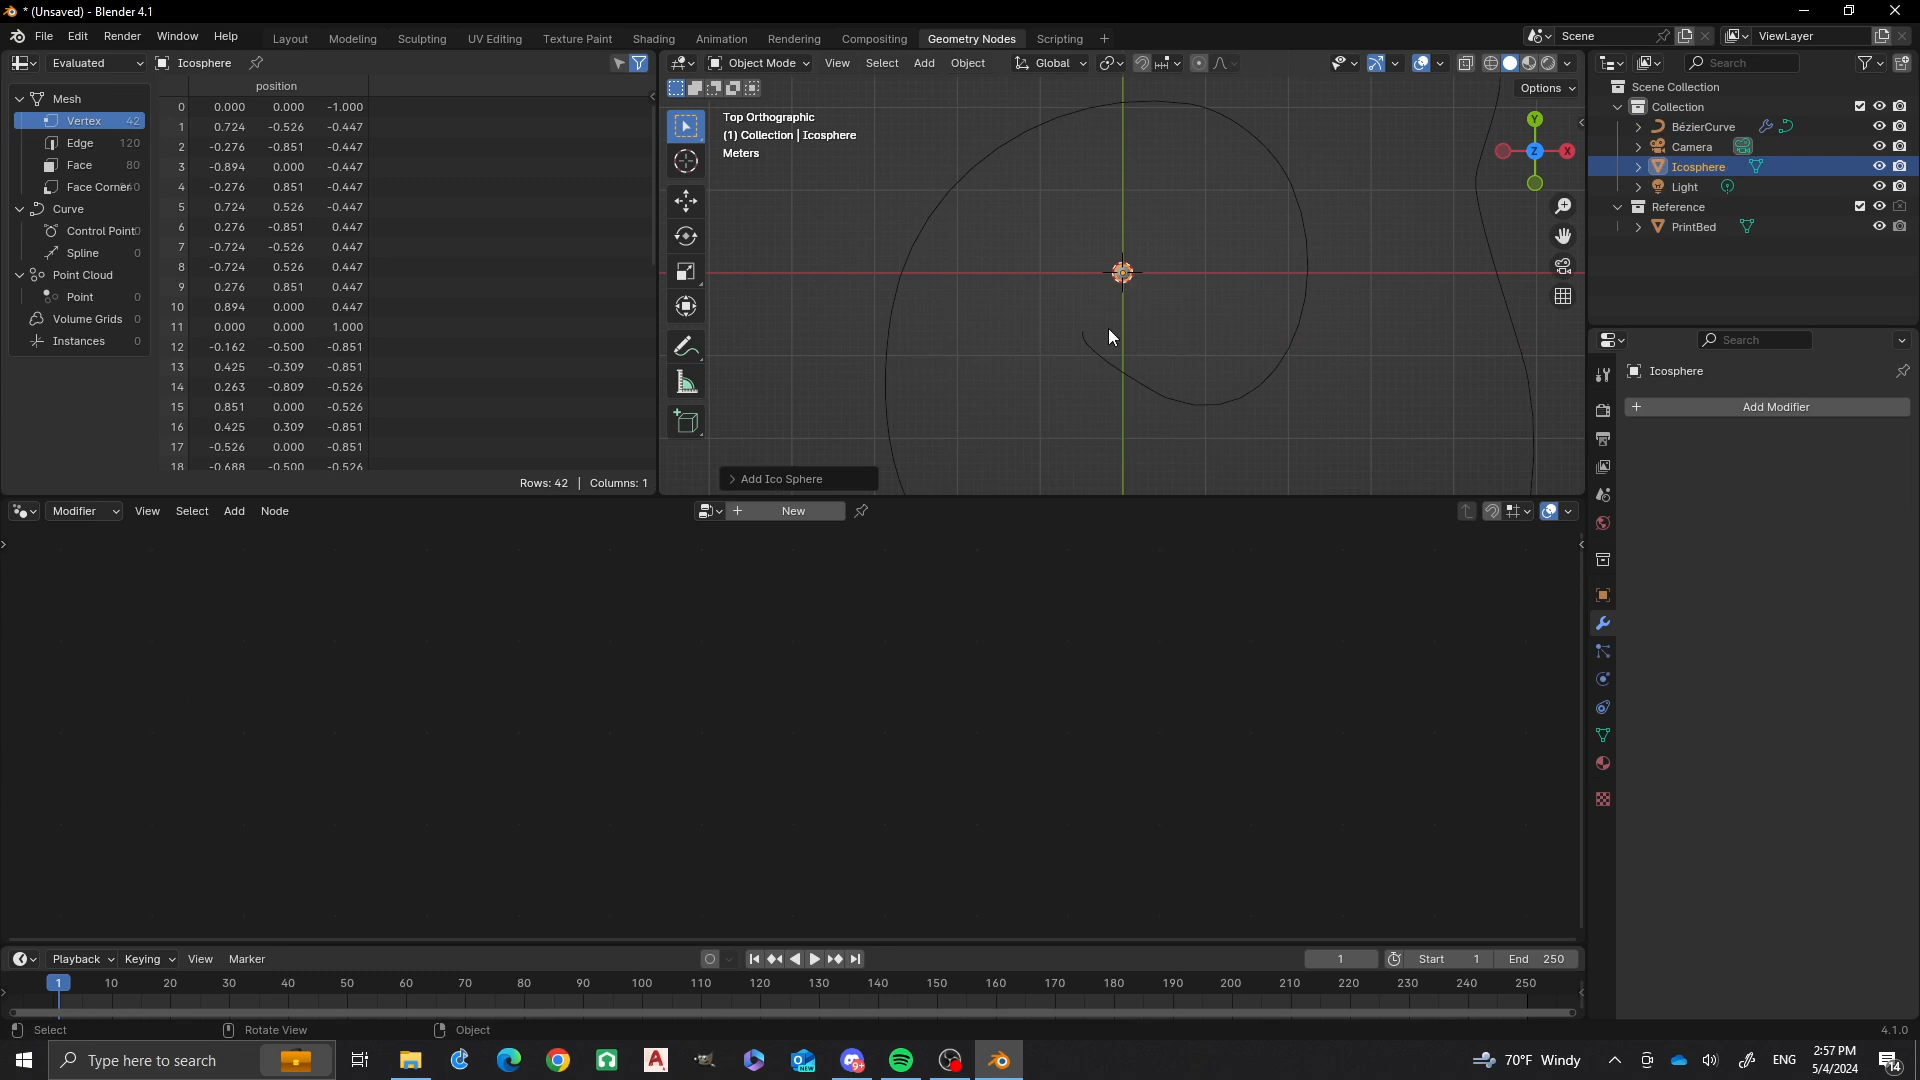 * (Unsaved) - Blender 4.1
File Edit Render Window Help Layout Modeling Sculpting UV Editing Texture Paint Shading Animation Rendering Compositing Geometry Nodes Scripting + Scene ViewLayer
Evaluated Icosphere Object Mode View Select Add Object Global Search
Options
position
Mesh
Vertex 42
Edge 120
Face 80
Face Corner
Curve
Control Point 0
Spline 0
Point Cloud
Point 0
Volume Grids 0
Instances 0
0 0.000 0.000 -1.000
1 0.724 -0.526 -0.447
2 -0.276 -0.851 -0.447
3 -0.894 0.000 -0.447
4 -0.276 0.851 -0.447
5 0.724 0.526 -0.447
6 0.276 -0.851 0.447
7 -0.724 -0.526 0.447
8 -0.724 0.526 0.447
9 0.276 0.851 0.447
10 0.894 0.000 0.447
11 0.000 0.000 1.000
12 -0.162 -0.500 -0.851
13 0.425 -0.309 -0.851
14 0.263 -0.809 -0.526
15 0.851 0.000 -0.526
16 0.425 0.309 -0.851
17 -0.526 0.000 -0.851
18 -0.688 -0.500 -0.526
Rows: 42 | Columns: 1
Top Orthographic
(1) Collection | Icosphere
Meters
Y
Z X
Add Ico Sphere
Scene Collection
Collection
BézierCurve
Camera
Icosphere
Light
Reference
PrintBed
Search
Icosphere
+ Add Modifier
Modifier View Select Add Node + New
Playback Keying View Marker 1 Start 1 End 250
1 10 20 30 40 50 60 70 80 90 100 110 120 130 140 150 160 170 180 190 200 210 220 230 240 250
Select Rotate View Object 4.1.0
Type here to search 9+ 70°F Windy ENG 2:57 PM
5/4/2024 14